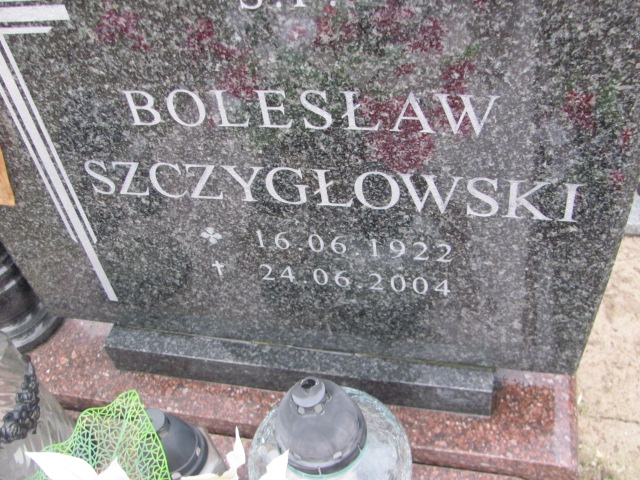 Ś.P.
BOLESŁAW
SZCZYGŁOWSKI
16.06.1922
24.06.2004